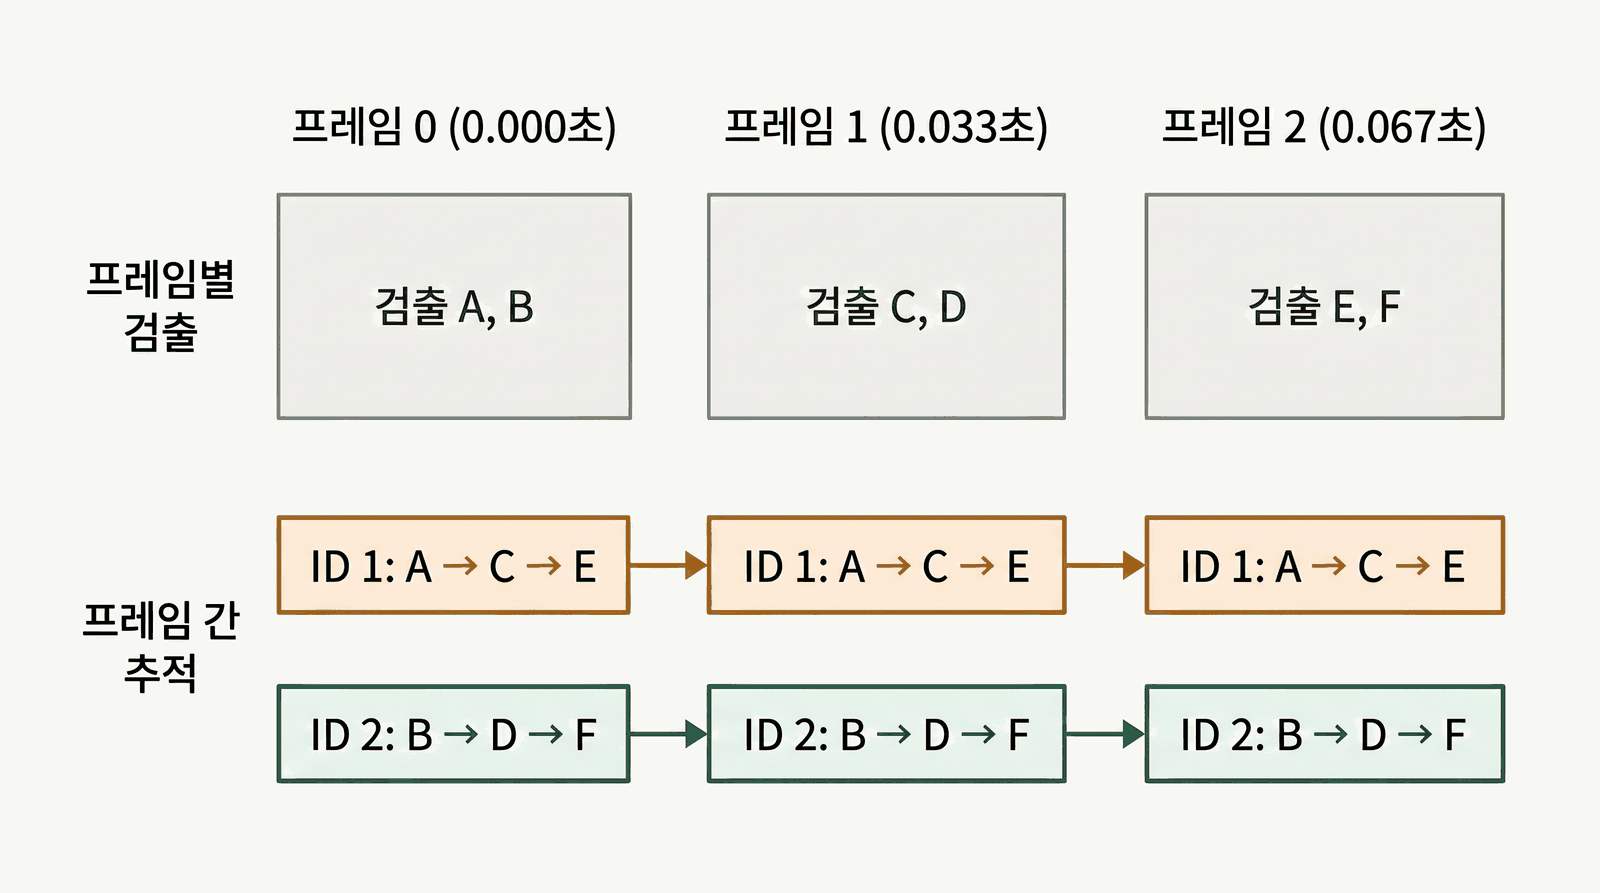 프레임 0 (0.000초) 프레임 1 (0.033초) 프레임 2 (0.067초)
프레임별
검출
검출 A, B 검출 C, D 검출 E, F
프레임 간
추적
ID 1: A → C → E ID 1: A → C → E ID 1: A → C → E
ID 2: B → D → F ID 2: B → D → F ID 2: B → D → F